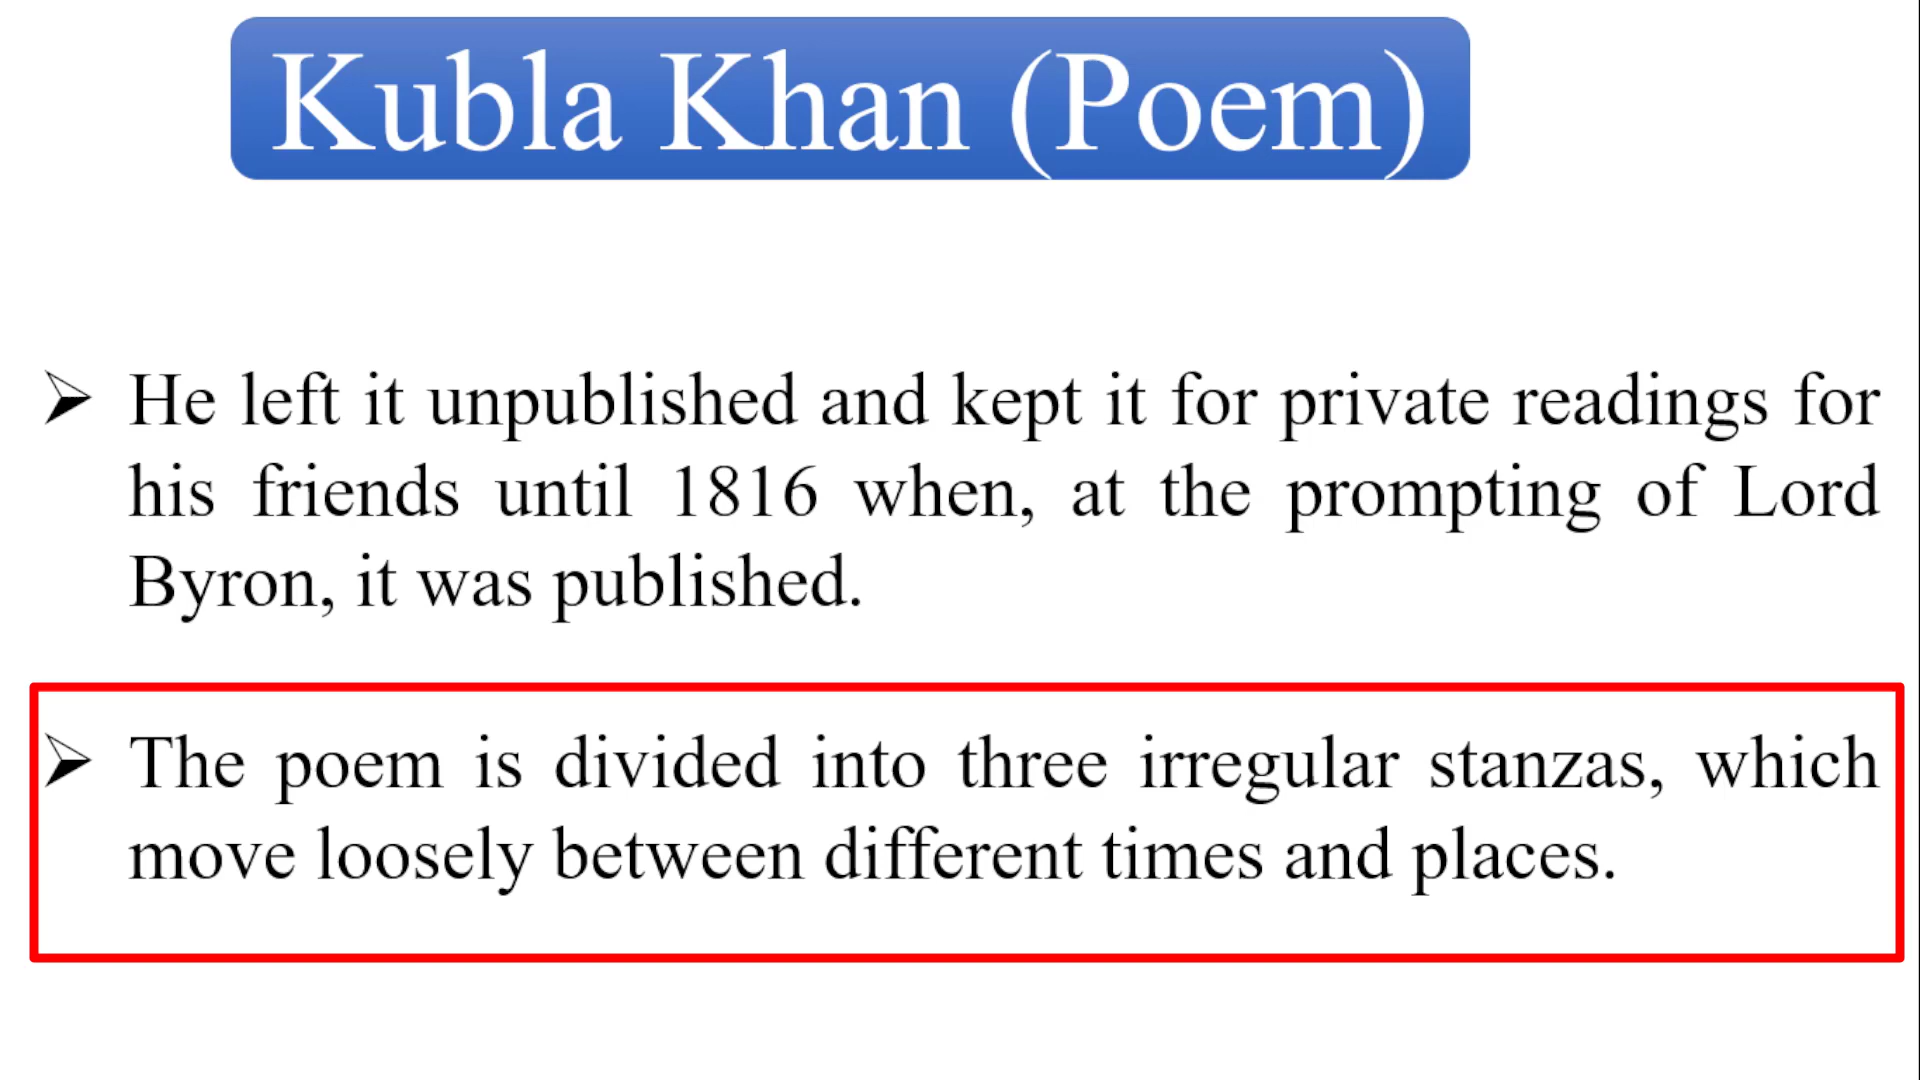 Kubla Khan (Poem)
➢ He left it unpublished and kept it for private readings for
his friends until 1816 when, at the prompting of Lord
Byron, it was published.
➢ The poem is divided into three irregular stanzas, which
move loosely between different times and places.